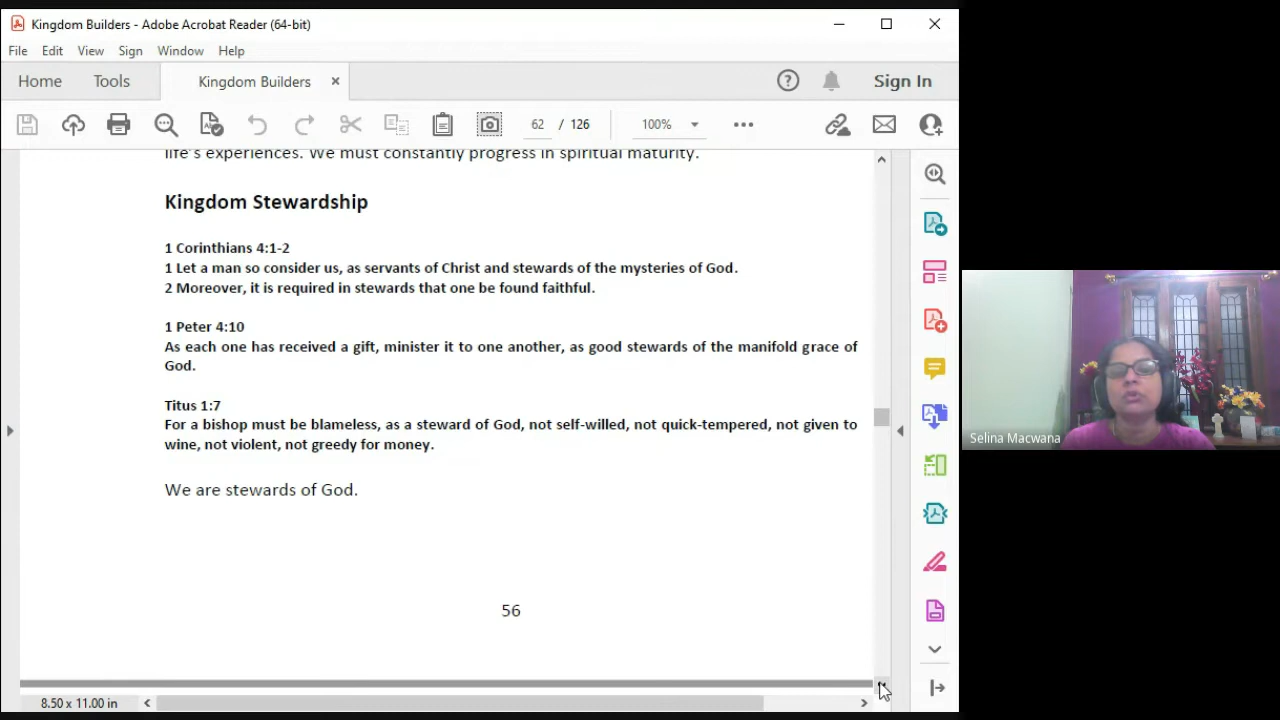 Kingdom Builders - Adobe Acrobat Reader (64-bit)
File Edit View Sign Window Help
Home Tools Kingdom Builders × Sign In
62 / 126 100%
life's experiences. We must constantly progress in spiritual maturity.
Kingdom Stewardship
1 Corinthians 4:1-2
1 Let a man so consider us, as servants of Christ and stewards of the mysteries of God.
2 Moreover, it is required in stewards that one be found faithful.
1 Peter 4:10
As each one has received a gift, minister it to one another, as good stewards of the manifold grace of
God.
Titus 1:7
For a bishop must be blameless, as a steward of God, not self-willed, not quick-tempered, not given to
wine, not violent, not greedy for money.
We are stewards of God.
56
8.50 x 11.00 in
Selina Macwana